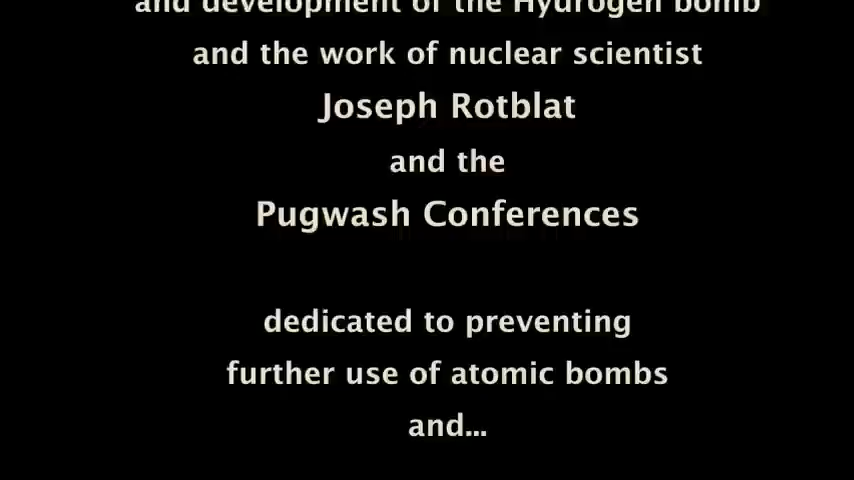 and development of the Hydrogen bomb
and the work of nuclear scientist
Joseph Rotblat
and the
Pugwash Conferences
dedicated to preventing
further use of atomic bombs
and...